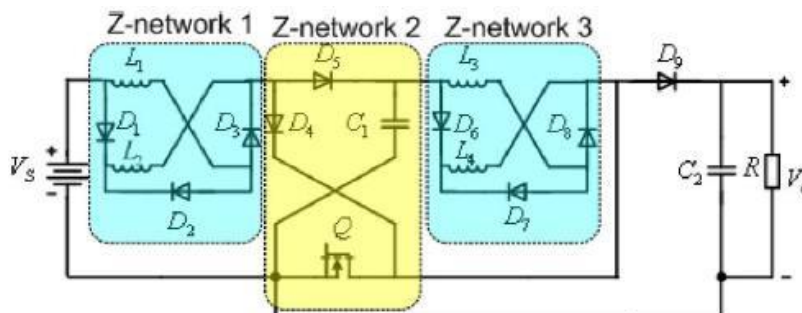 Z-network 1
Z-network 2
Z-network 3
L1
D5
L3
D9
+
D1
D3
D4
C1
D6
D8
+
VS
L2
L4
C2
R
-
D2
Q
D7
-